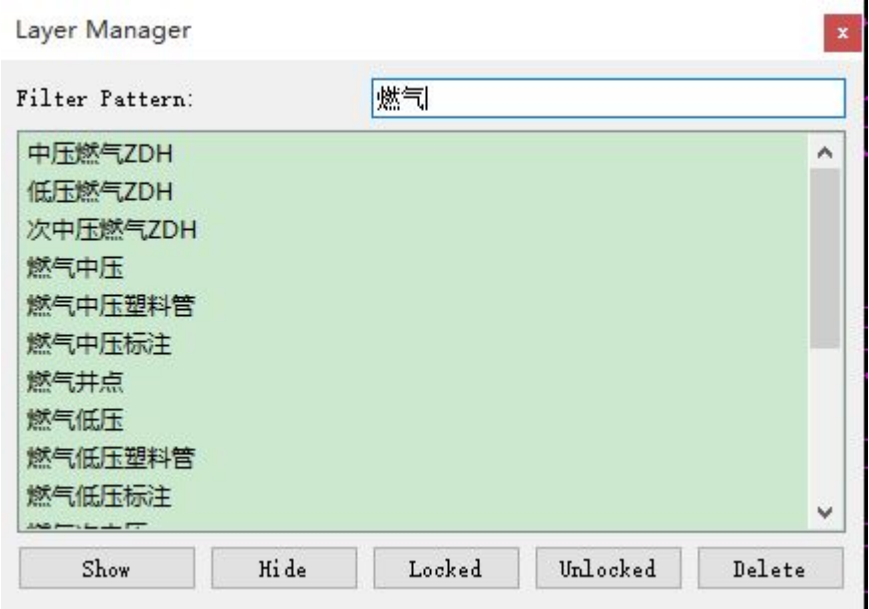 Layer Manager
x
Filter Pattern: 燃气
中压燃气ZDH
低压燃气ZDH
次中压燃气ZDH
燃气中压
燃气中压塑料管
燃气中压标注
燃气井点
燃气低压
燃气低压塑料管
燃气低压标注
Show Hide Locked Unlocked Delete